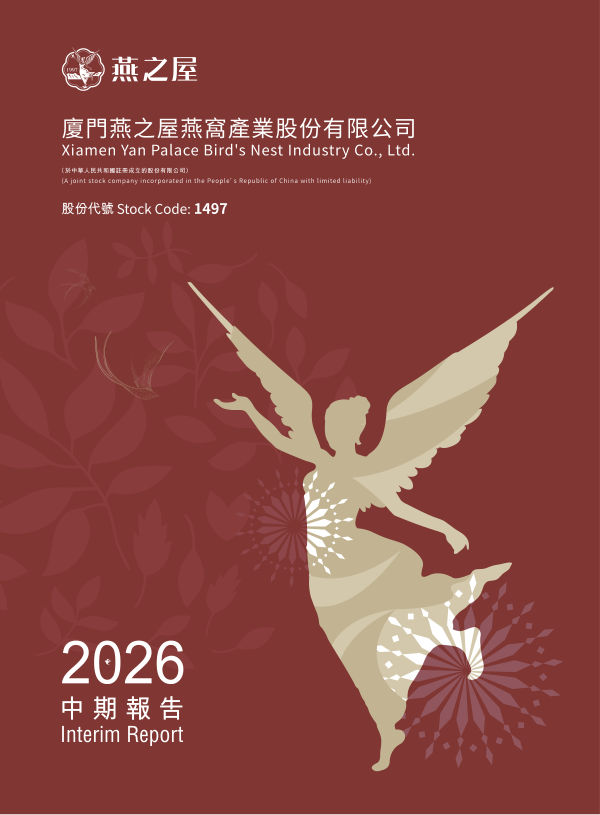 燕之屋
廈門燕之屋燕窩產業股份有限公司
Xiamen Yan Palace Bird's Nest Industry Co., Ltd.
(於中華人民共和國註冊成立的股份有限公司)
(A joint stock company incorporated in the People's Republic of China with limited liability)
股份代號 Stock Code: 1497
2026
中期報告
Interim Report